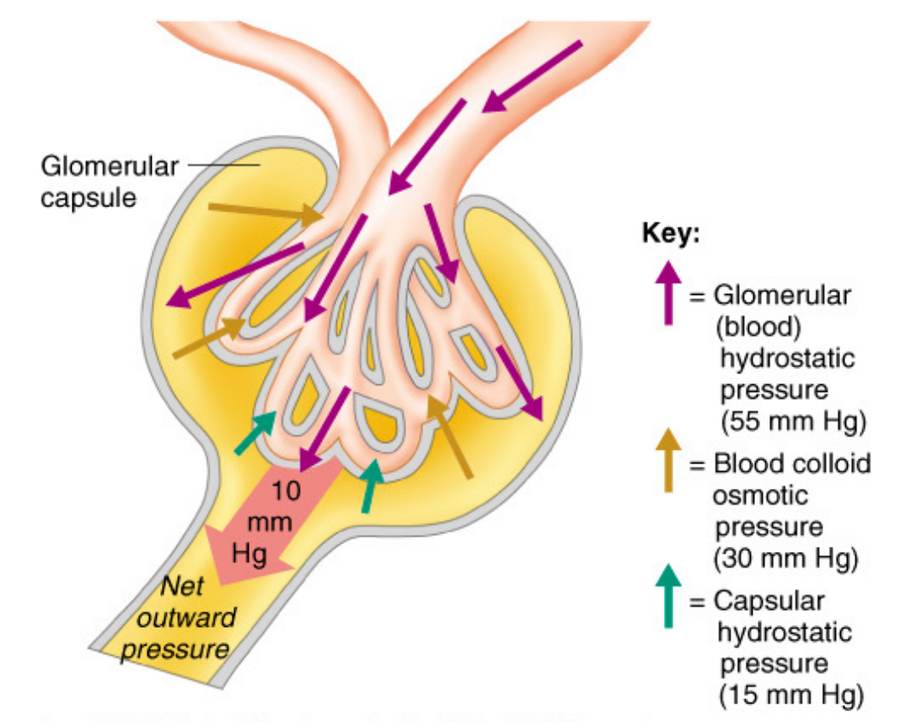 Glomerular
capsule
10
mm
Hg
Net
outward
pressure
Key:
= Glomerular
(blood)
hydrostatic
pressure
(55 mm Hg)
= Blood colloid
osmotic
pressure
(30 mm Hg)
= Capsular
hydrostatic
pressure
(15 mm Hg)